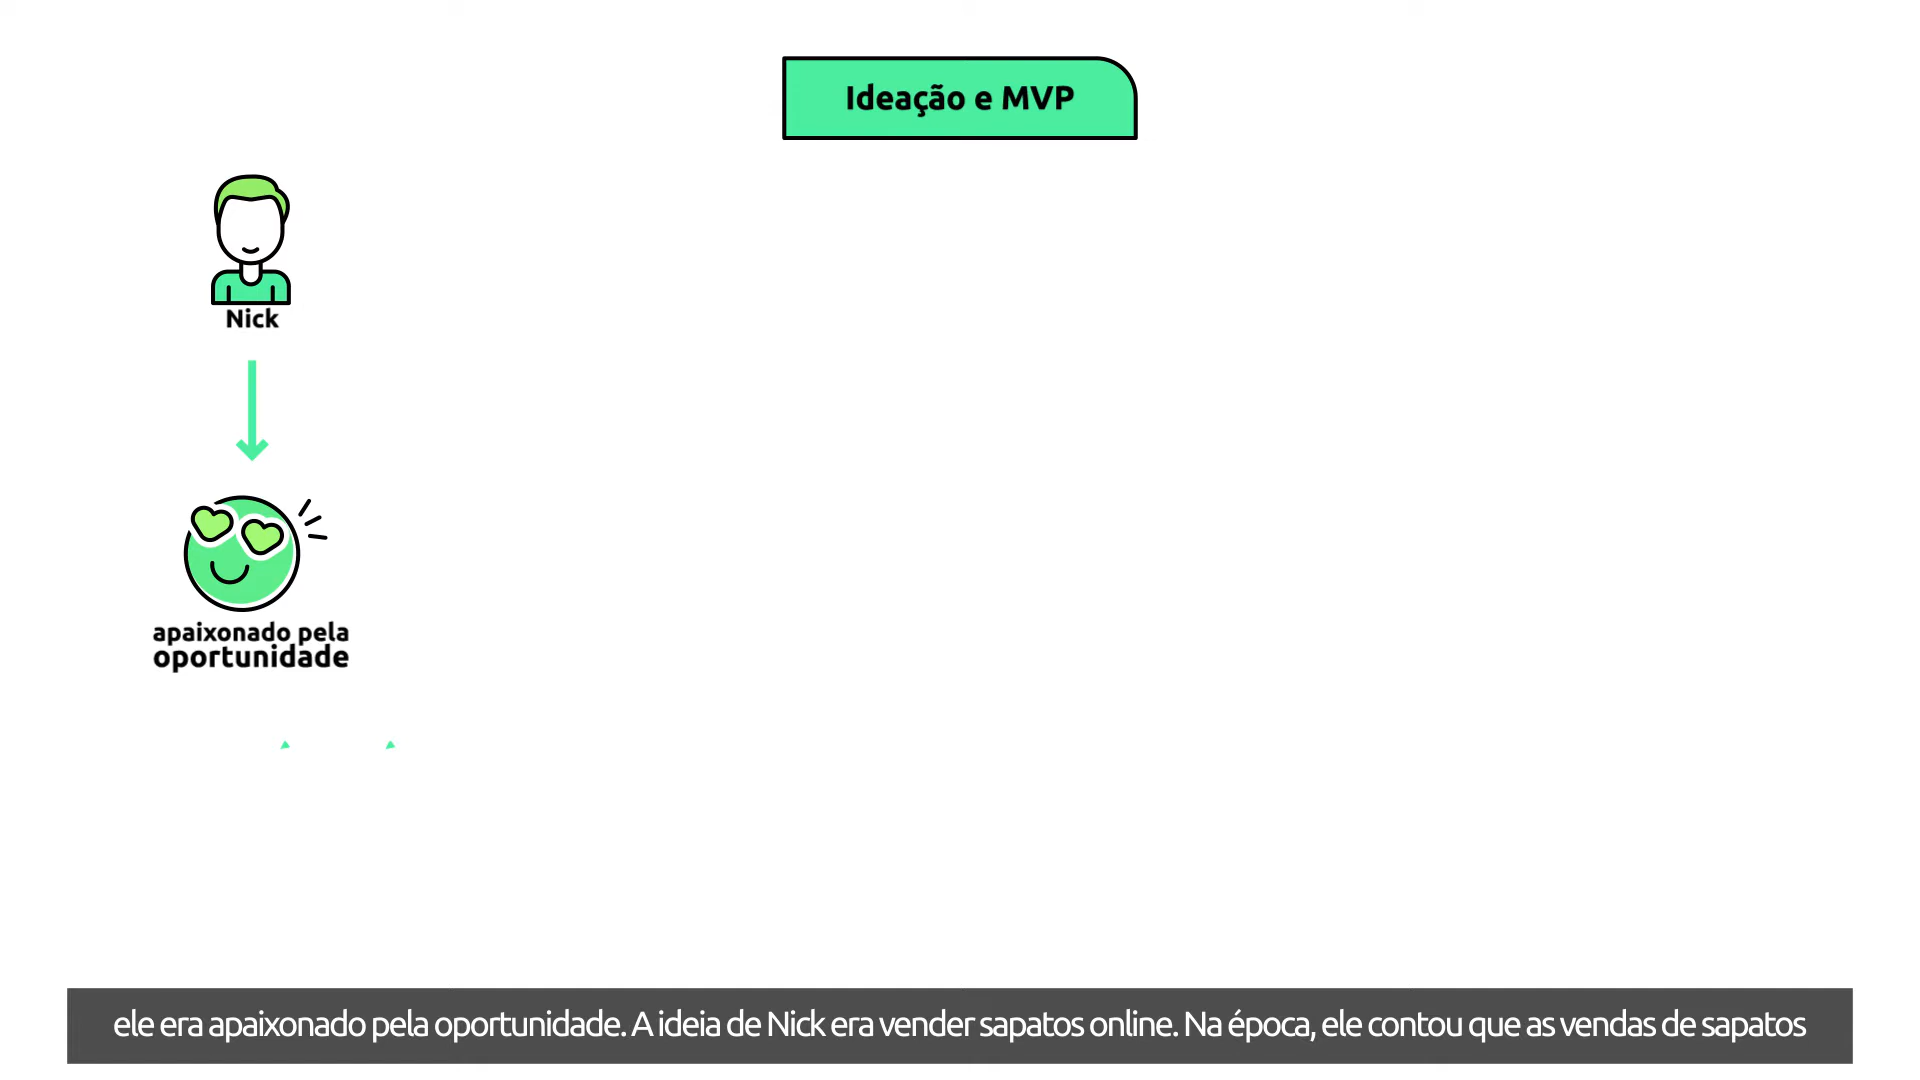 Ideação e MVP
Nick
apaixonado pela
oportunidade
ele era apaixonado pela oportunidade. A ideia de Nick era vender sapatos online. Na época, ele contou que as vendas de sapatos